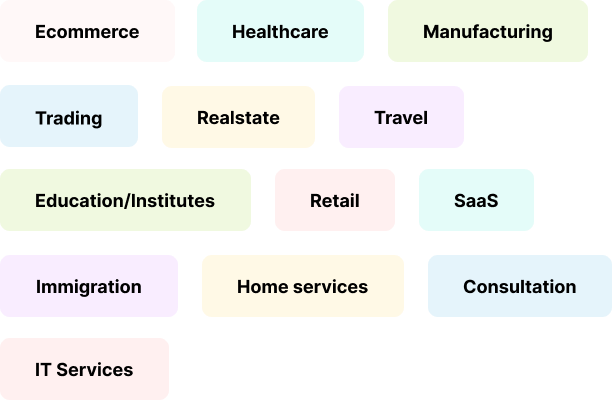 Ecommerce Healthcare Manufacturing
Trading Realstate Travel
Education/Institutes Retail SaaS
Immigration Home services Consultation
IT Services